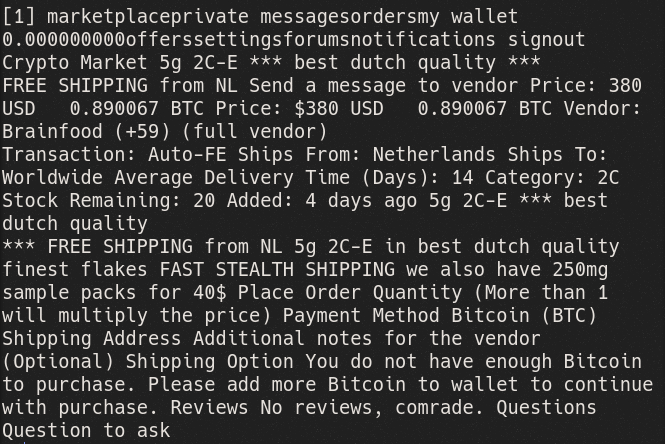 [1] marketplaceprivate messagesordersmy wallet
0.000000000offerssettingsforumsnotifications signout
Crypto Market 5g 2C-E *** best dutch quality ***
FREE SHIPPING from NL Send a message to vendor Price: 380
USD   0.890067 BTC Price: $380 USD   0.890067 BTC Vendor:
Brainfood (+59) (full vendor)
Transaction: Auto-FE Ships From: Netherlands Ships To:
Worldwide Average Delivery Time (Days): 14 Category: 2C
Stock Remaining: 20 Added: 4 days ago 5g 2C-E *** best
dutch quality
*** FREE SHIPPING from NL 5g 2C-E in best dutch quality
finest flakes FAST STEALTH SHIPPING we also have 250mg
sample packs for 40$ Place Order Quantity (More than 1
will multiply the price) Payment Method Bitcoin (BTC)
Shipping Address Additional notes for the vendor
(Optional) Shipping Option You do not have enough Bitcoin
to purchase. Please add more Bitcoin to wallet to continue
with purchase. Reviews No reviews, comrade. Questions
Question to ask